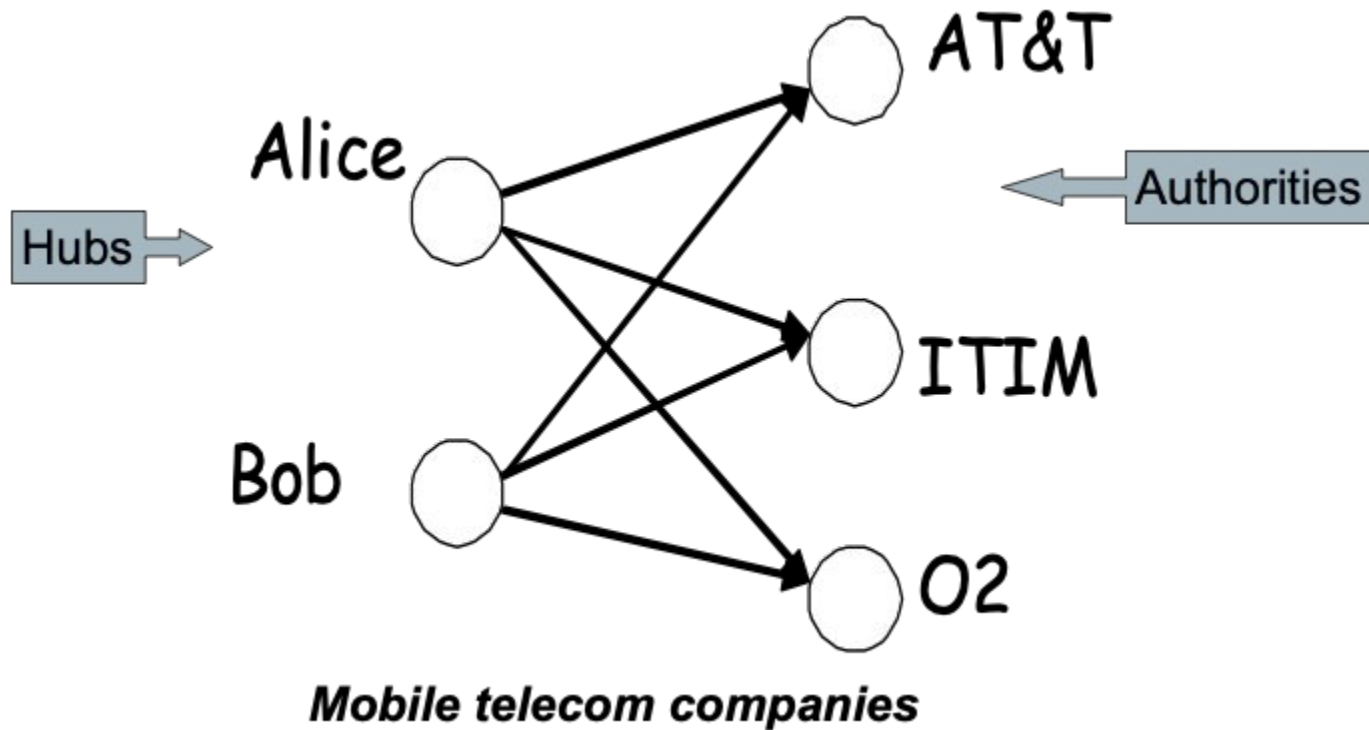 AT&T
Alice
Authorities
Hubs
ITIM
Bob
O2
Mobile telecom companies